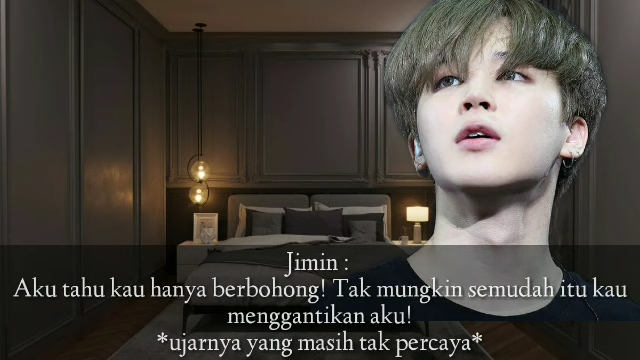 Jimin :
Aku tahu kau hanya berbohong! Tak mungkin semudah itu kau
menggantikan aku!
*ujarnya yang masih tak percaya*